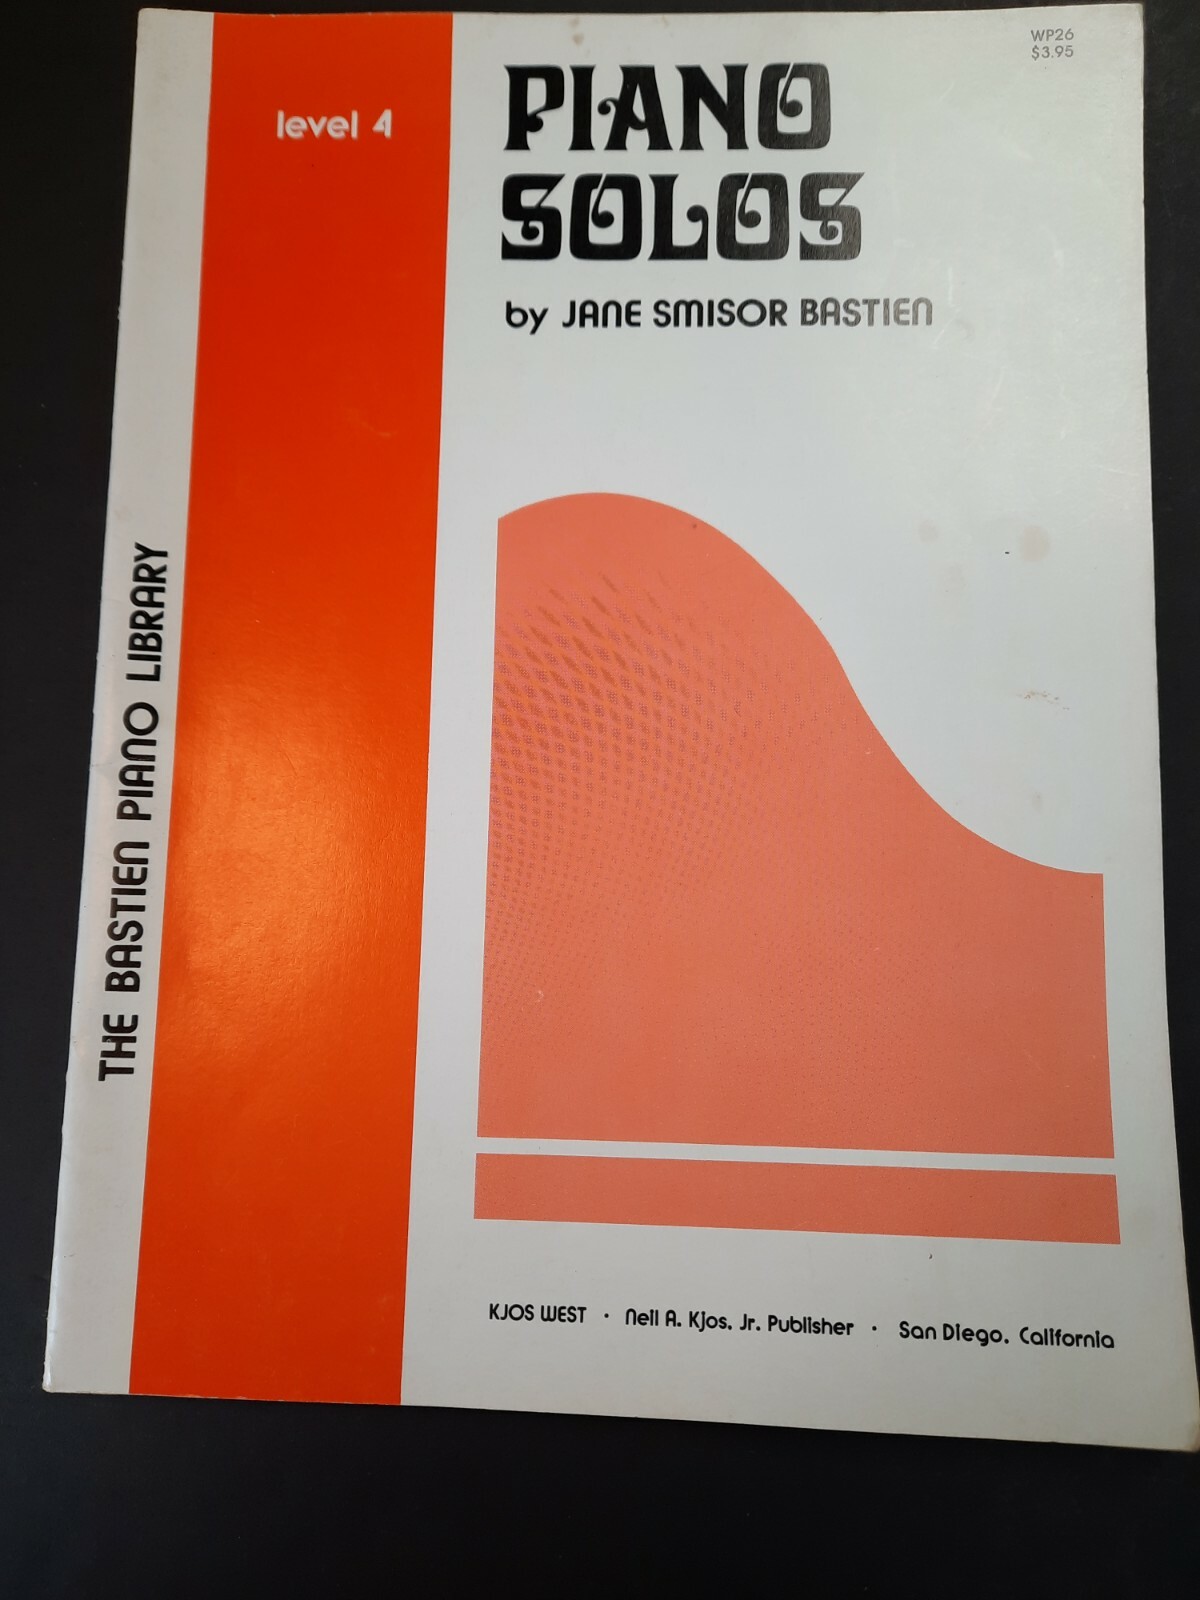 WP26
$3.95
level 4
PIANO
SOLOS
by JANE SMISOR BASTIEN
THE BASTIEN PIANO LIBRARY
KJOS WEST · Neil A. Kjos, Jr. Publisher · San Diego, California